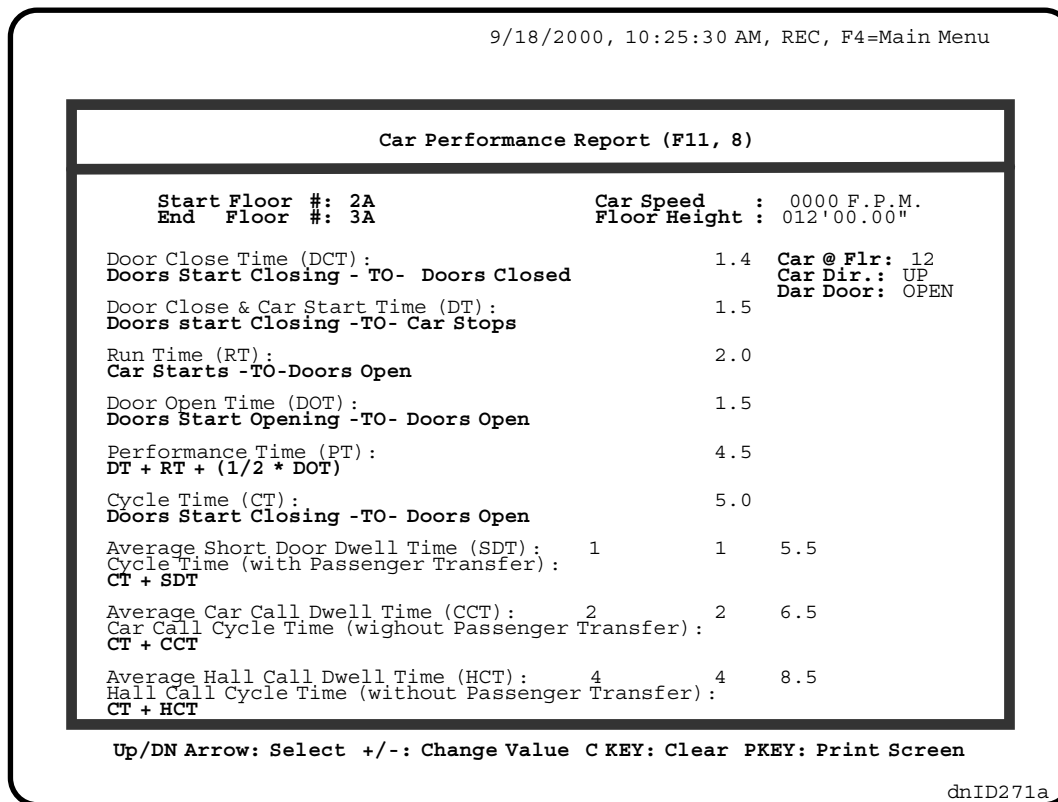 9/18/2000, 10:25:30 AM, REC, F4=Main Menu
Car Performance Report (F11, 8)
Start Floor #: 2A Car Speed : 0000 F.P.M.
End Floor #: 3A Floor Height : 012'00.00"
Door Close Time (DCT): 1.4 Car @ Flr: 12
Doors Start Closing - TO- Doors Closed Car Dir.: UP
Dar Door: OPEN
Door Close & Car Start Time (DT): 1.5
Doors start Closing -TO- Car Stops
Run Time (RT): 2.0
Car Starts -TO-Doors Open
Door Open Time (DOT): 1.5
Doors Start Opening -TO- Doors Open
Performance Time (PT): 4.5
DT + RT + (1/2 * DOT)
Cycle Time (CT): 5.0
Doors Start Closing -TO- Doors Open
Average Short Door Dwell Time (SDT): 1 1 5.5
Cycle Time (with Passenger Transfer):
CT + SDT
Average Car Call Dwell Time (CCT): 2 2 6.5
Car Call Cycle Time (wighout Passenger Transfer):
CT + CCT
Average Hall Call Dwell Time (HCT): 4 4 8.5
Hall Call Cycle Time (without Passenger Transfer):
CT + HCT
Up/DN Arrow: Select +/-: Change Value C KEY: Clear PKEY: Print Screen
dnID271a